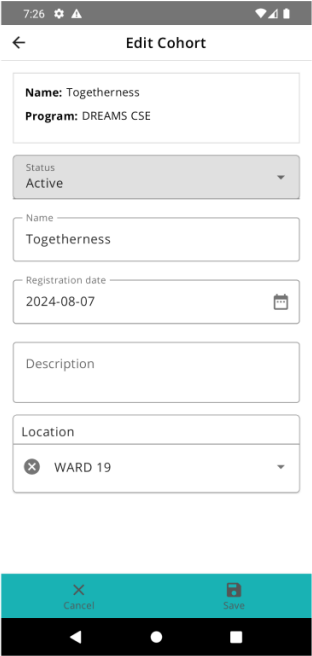 7:26
Edit Cohort
Name: Togetherness
Program: DREAMS CSE
Status
Active
Name
Togetherness
Registration date
2024-08-07
Description
Location
WARD 19
Cancel
Save